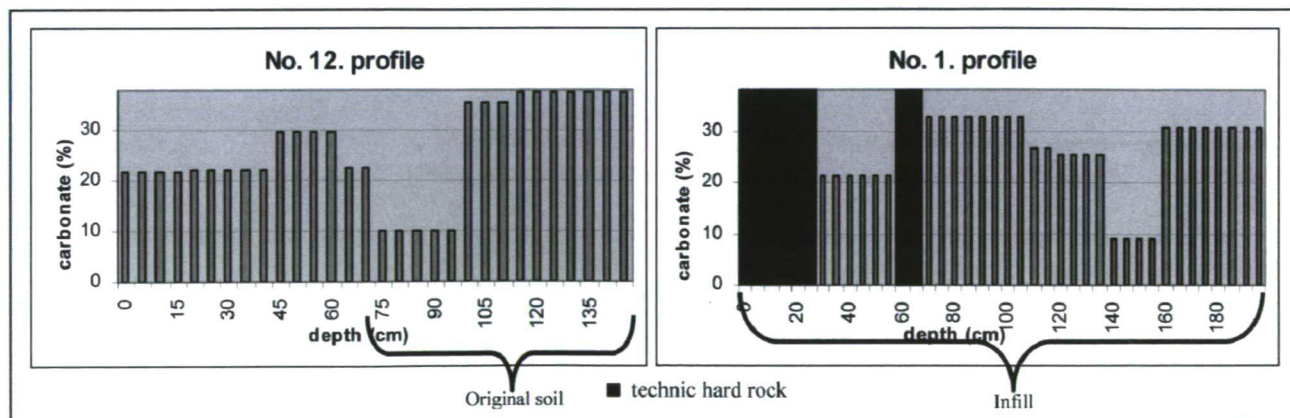 No. 12. profile
carbonate (%)
30
20
10
0
0 15 30 45 60 75 90 105 120 135
depth (cm)
Original soil
No. 1. profile
carbonate (%)
30
20
10
0
0 20 40 60 80 100 120 140 160 180
depth (cm)
Infill
■ technic hard rock